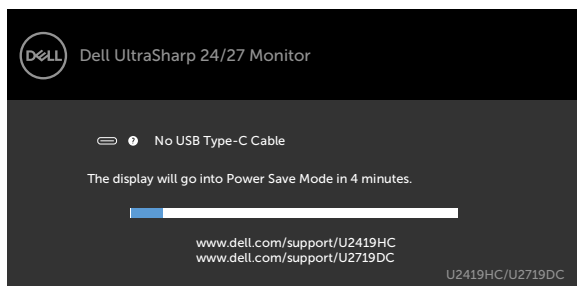 DELL
Dell UltraSharp 24/27 Monitor
? No USB Type-C Cable
The display will go into Power Save Mode in 4 minutes.
www.dell.com/support/U2419HC
www.dell.com/support/U2719DC
U2419HC/U2719DC